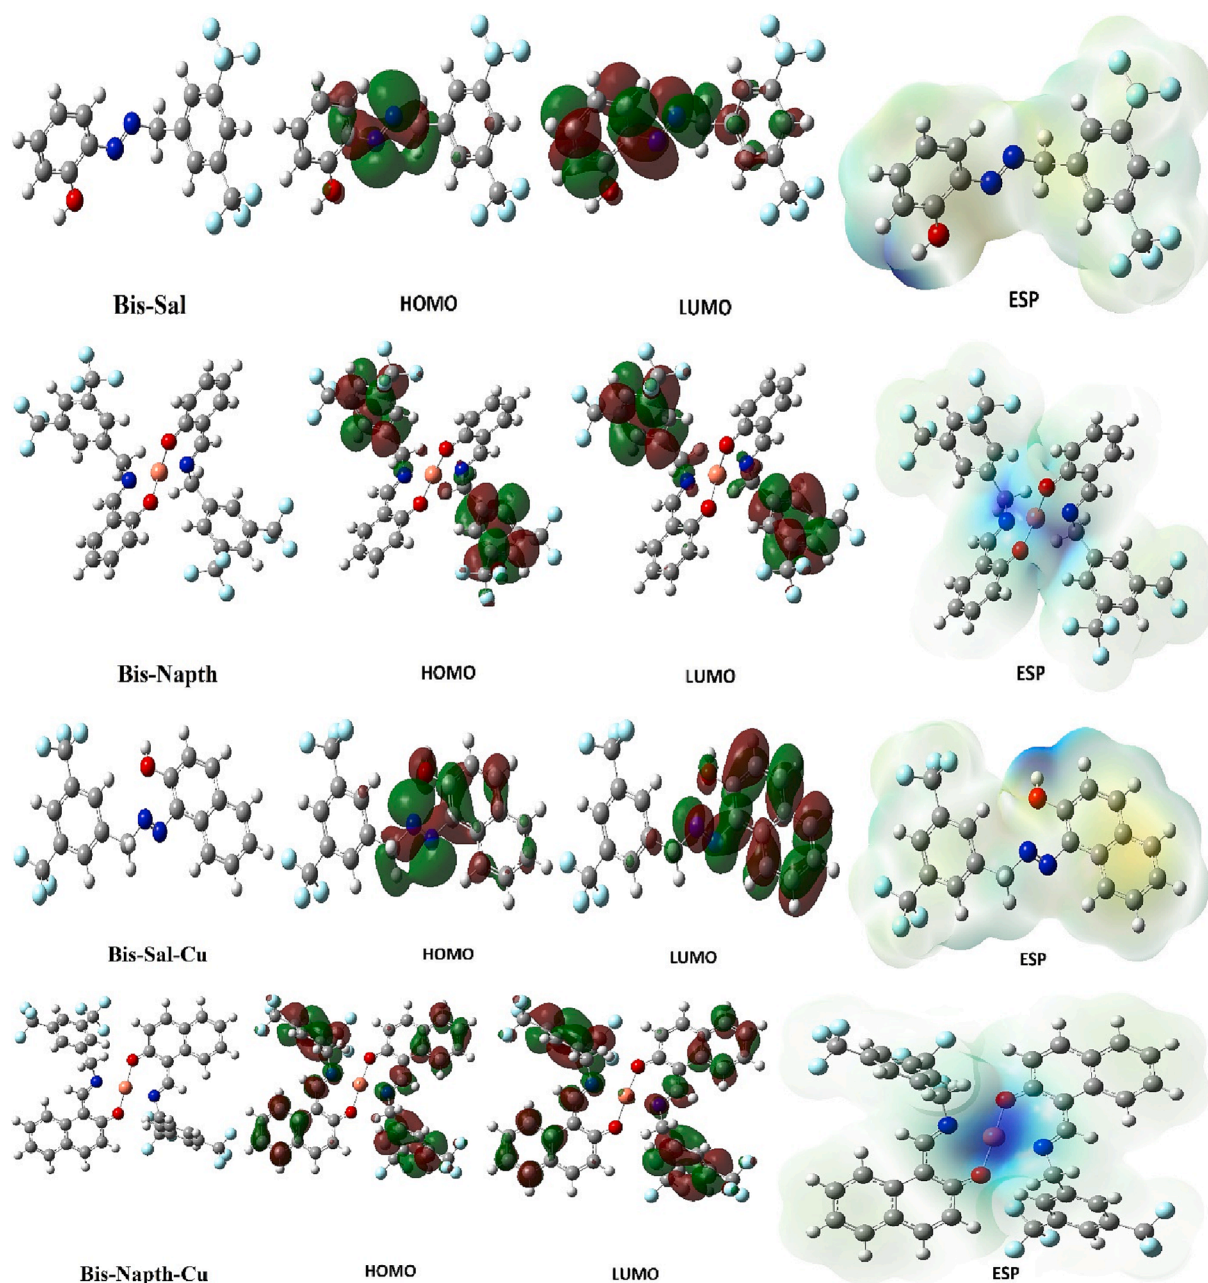 Bis-Sal HOMO LUMO ESP
Bis-Napth HOMO LUMO ESP
Bis-Sal-Cu HOMO LUMO ESP
Bis-Napth-Cu HOMO LUMO ESP